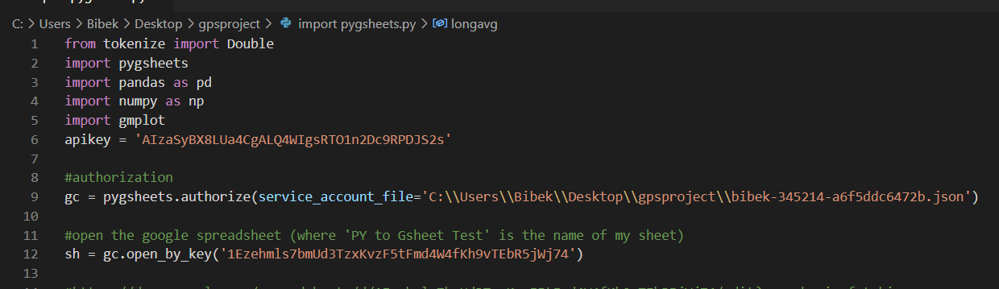 C: > Users > Bibek > Desktop > gpsproject > import pygsheets.py > longavg
1 from tokenize import Double
2 import pygsheets
3 import pandas as pd
4 import numpy as np
5 import gmplot
6 apikey = 'AIzaSyBX8LUa4CgALQ4WIgsRTO1n2Dc9RPDJS2s'
7
8 #authorization
9 gc = pygsheets.authorize(service_account_file='C:\\Users\\Bibek\\Desktop\\gpsproject\\bibek-345214-a6f5ddc6472b.json')
10
11 #open the google spreadsheet (where 'PY to Gsheet Test' is the name of my sheet)
12 sh = gc.open_by_key('1Ezehmls7bmUd3TzxKvzF5tFmd4W4fKh9vTEbR5jWj74')
13